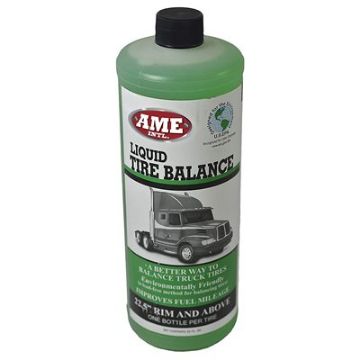 AME
INTL.
U.S. EPA
LIQUID
TIRE BALANCE
"A BETTER WAY TO
BALANCE TRUCK TIRES
Environmentally Friendly
IMPROVES FUEL MILEAGE
22.5" RIM AND ABOVE
ONE BOTTLE PER TIRE